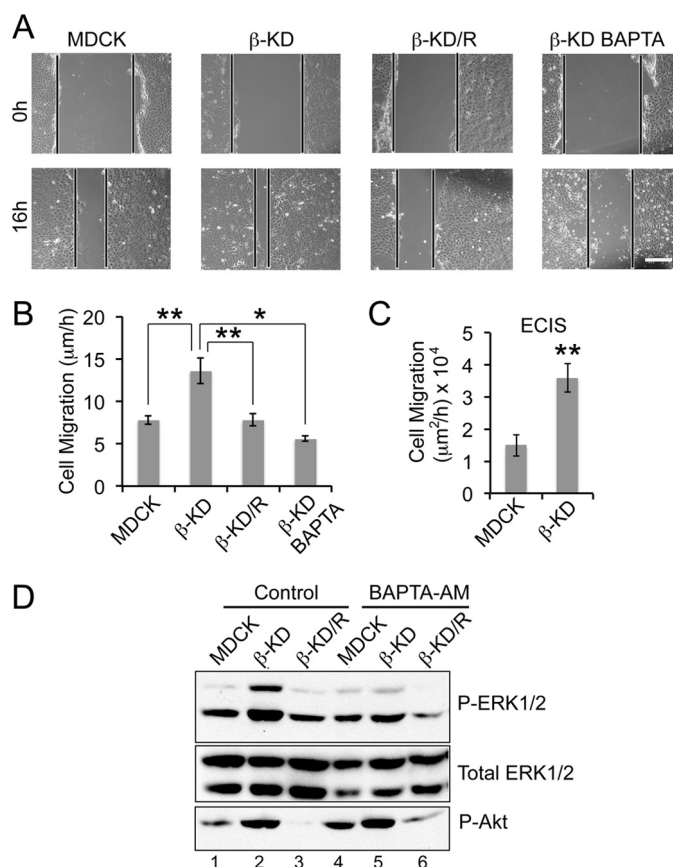 A
MDCK
β-KD
β-KD/R
β-KD BAPTA
0h
16h
B
Cell Migration (μm/h)
20
15
10
5
0
**
**
*
MDCK
β-KD
β-KD/R
β-KD
BAPTA
C
ECIS
Cell Migration
(μm²/h) x 10⁴
5
4
3
2
1
0
**
MDCK
β-KD
D
Control
BAPTA-AM
MDCK
β-KD
β-KD/R
MDCK
β-KD
β-KD/R
P-ERK1/2
Total ERK1/2
P-Akt
1 2 3 4 5 6